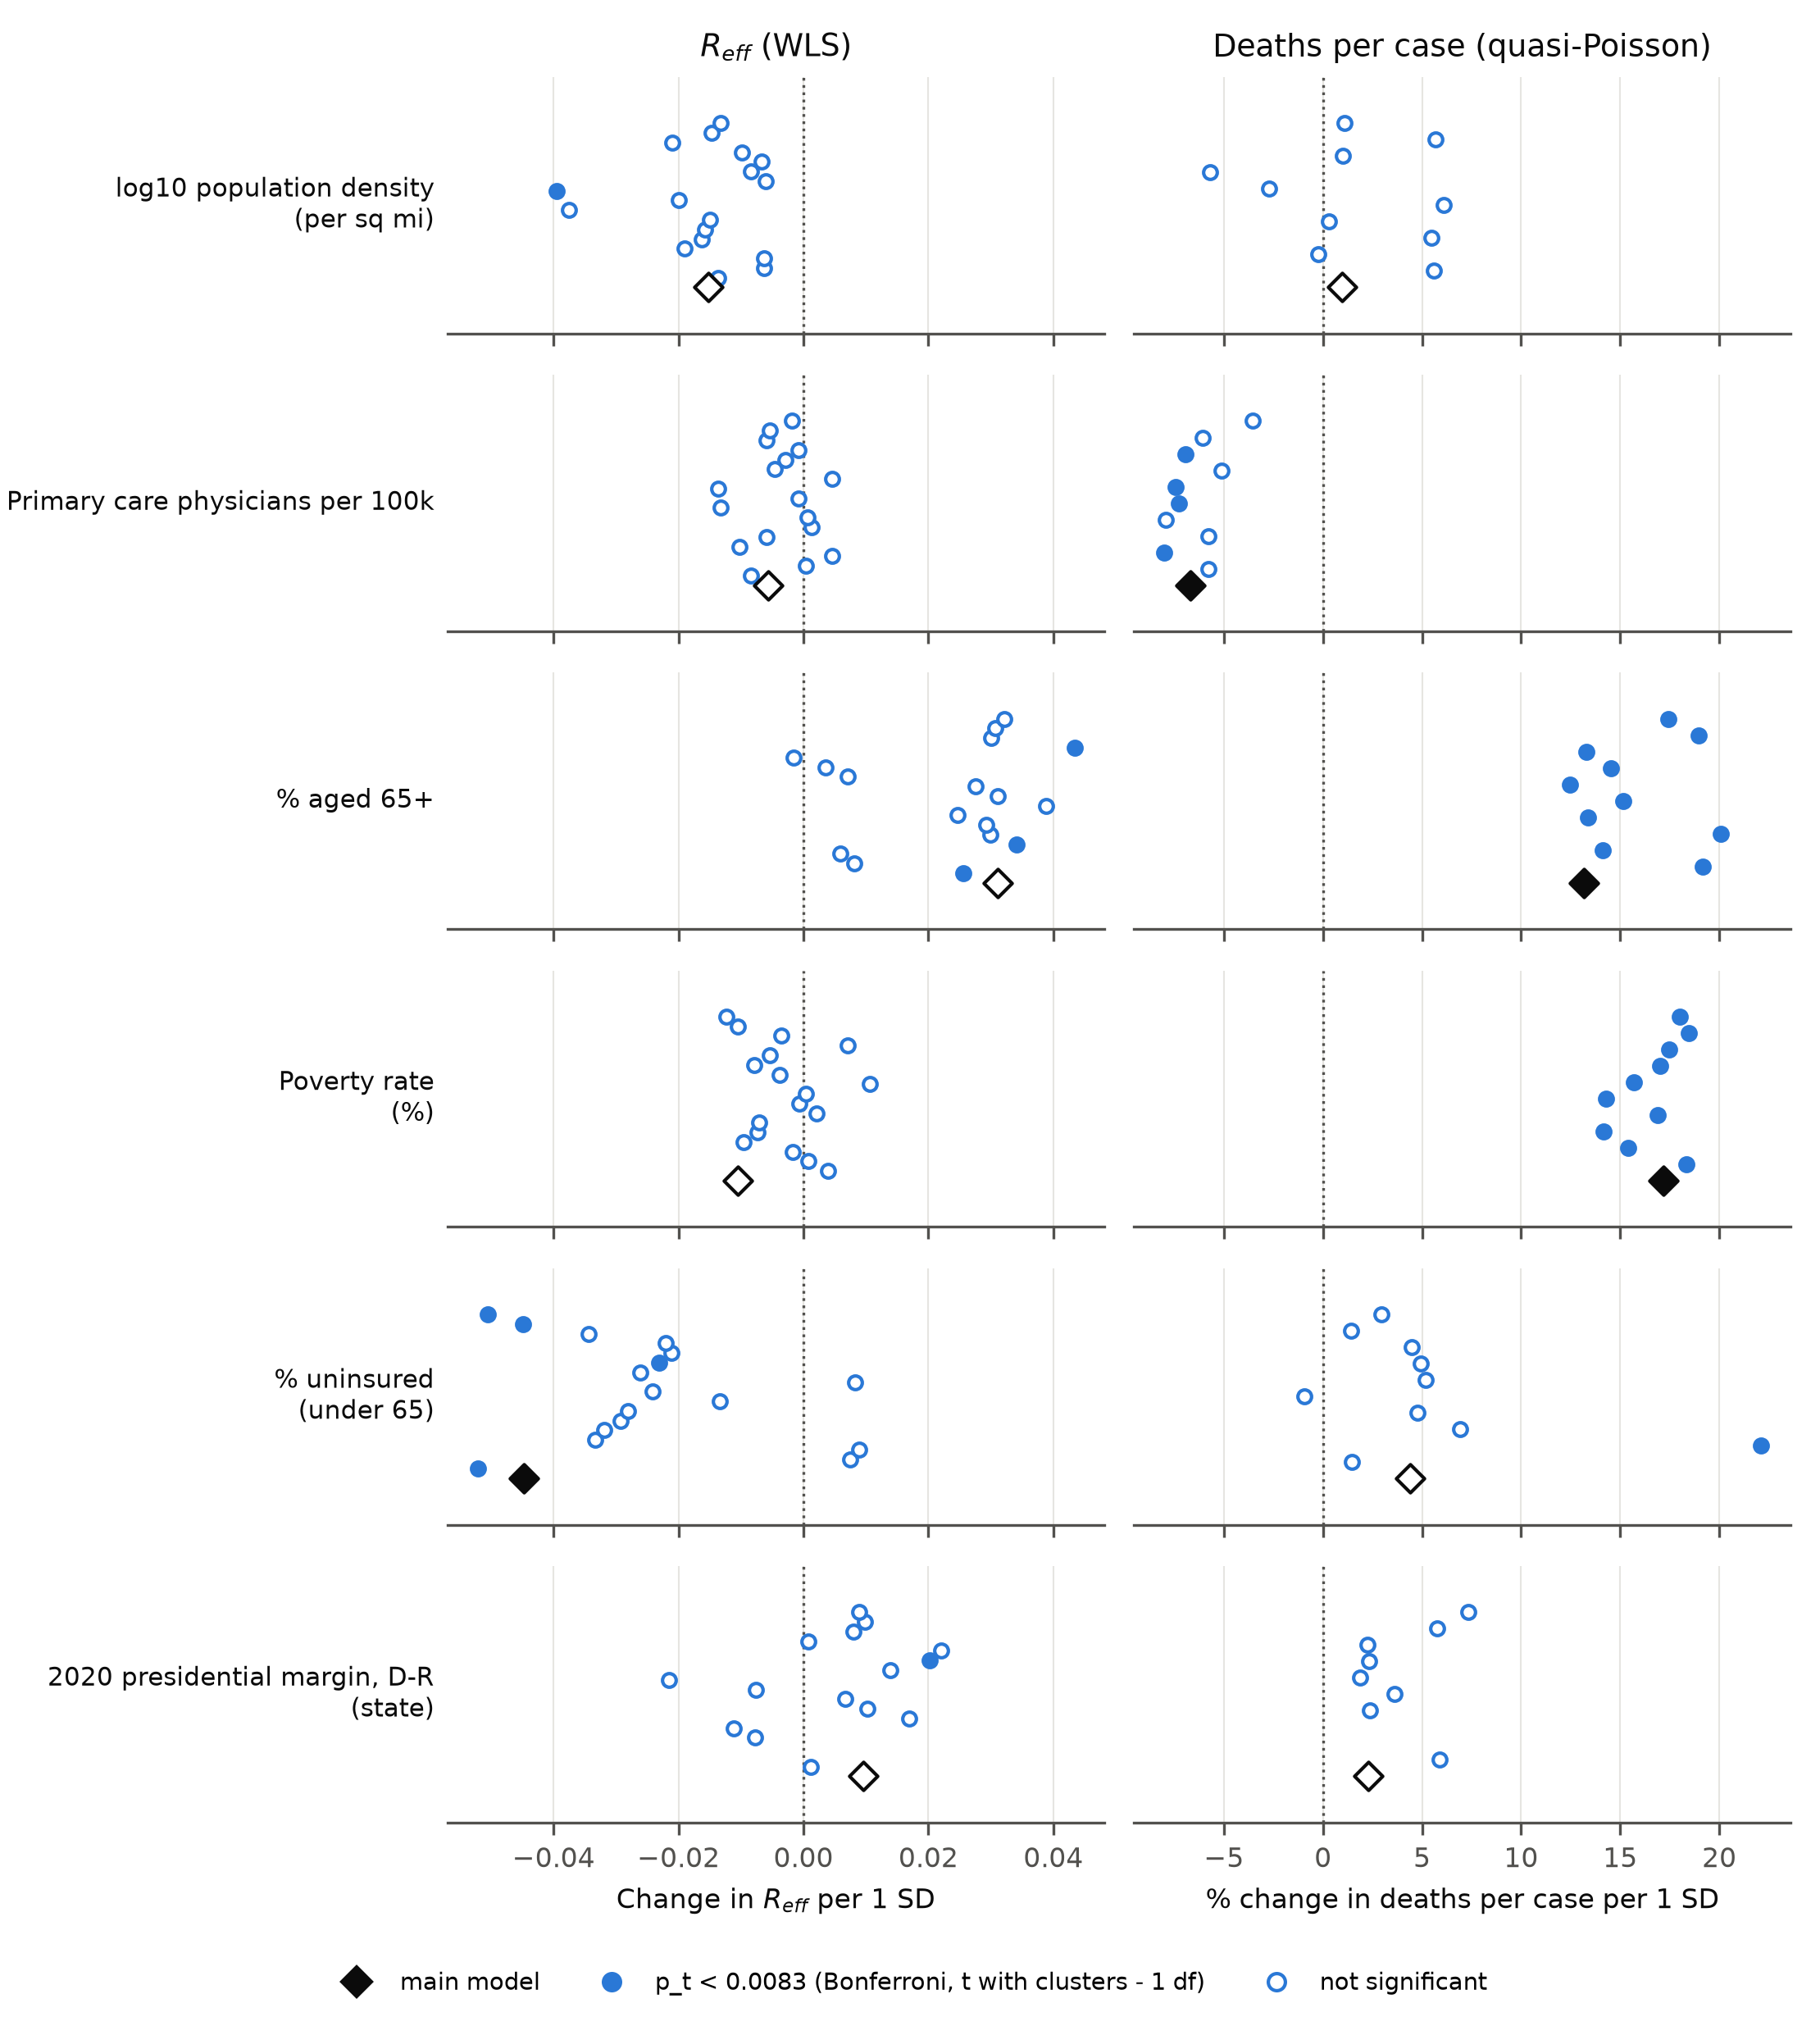 R_eff (WLS)
Deaths per case (quasi-Poisson)
log10 population density
(per sq mi)
Primary care physicians per 100k
% aged 65+
Poverty rate
(%)
% uninsured
(under 65)
2020 presidential margin, D-R
(state)
−0.04 −0.02 0.00 0.02 0.04
−5 0 5 10 15 20
Change in R_eff per 1 SD
% change in deaths per case per 1 SD
main model
p_t < 0.0083 (Bonferroni, t with clusters - 1 df)
not significant